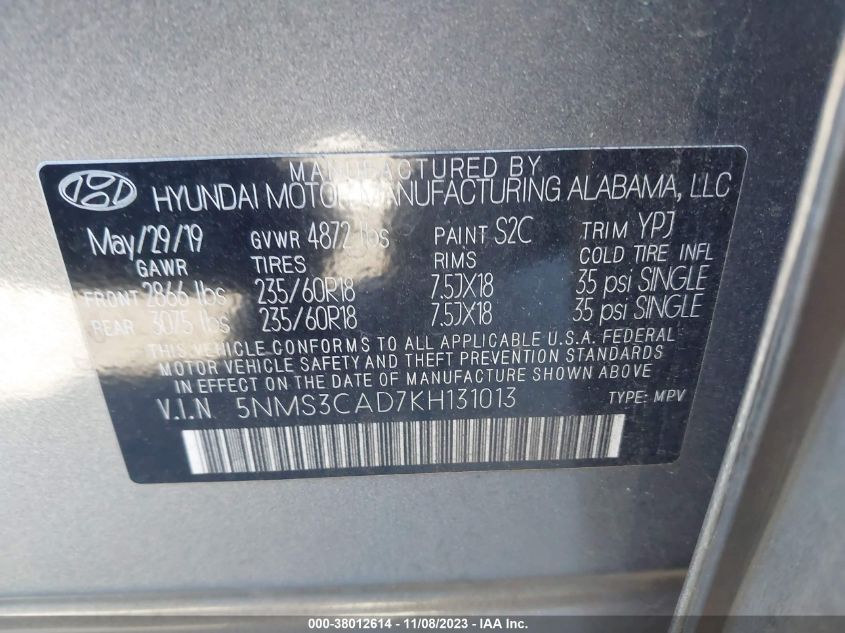 MANUFACTURED BY
HYUNDAI MOTOR MANUFACTURING ALABAMA, LLC
May/29/19 GVWR 4872 lbs PAINT S2C TRIM YPJ
GAWR TIRES RIMS COLD TIRE INFL
FRONT 2866 lbs 235/60R18 7.5JX18 35 psi SINGLE
REAR 3075 lbs 235/60R18 7.5JX18 35 psi SINGLE
THIS VEHICLE CONFORMS TO ALL APPLICABLE U.S.A. FEDERAL
MOTOR VEHICLE SAFETY AND THEFT PREVENTION STANDARDS
IN EFFECT ON THE DATE OF MANUFACTURE SHOWN ABOVE.
V.I.N 5NMS3CAD7KH131013 TYPE: MPV
000-38012614 - 11/08/2023 - IAA Inc.